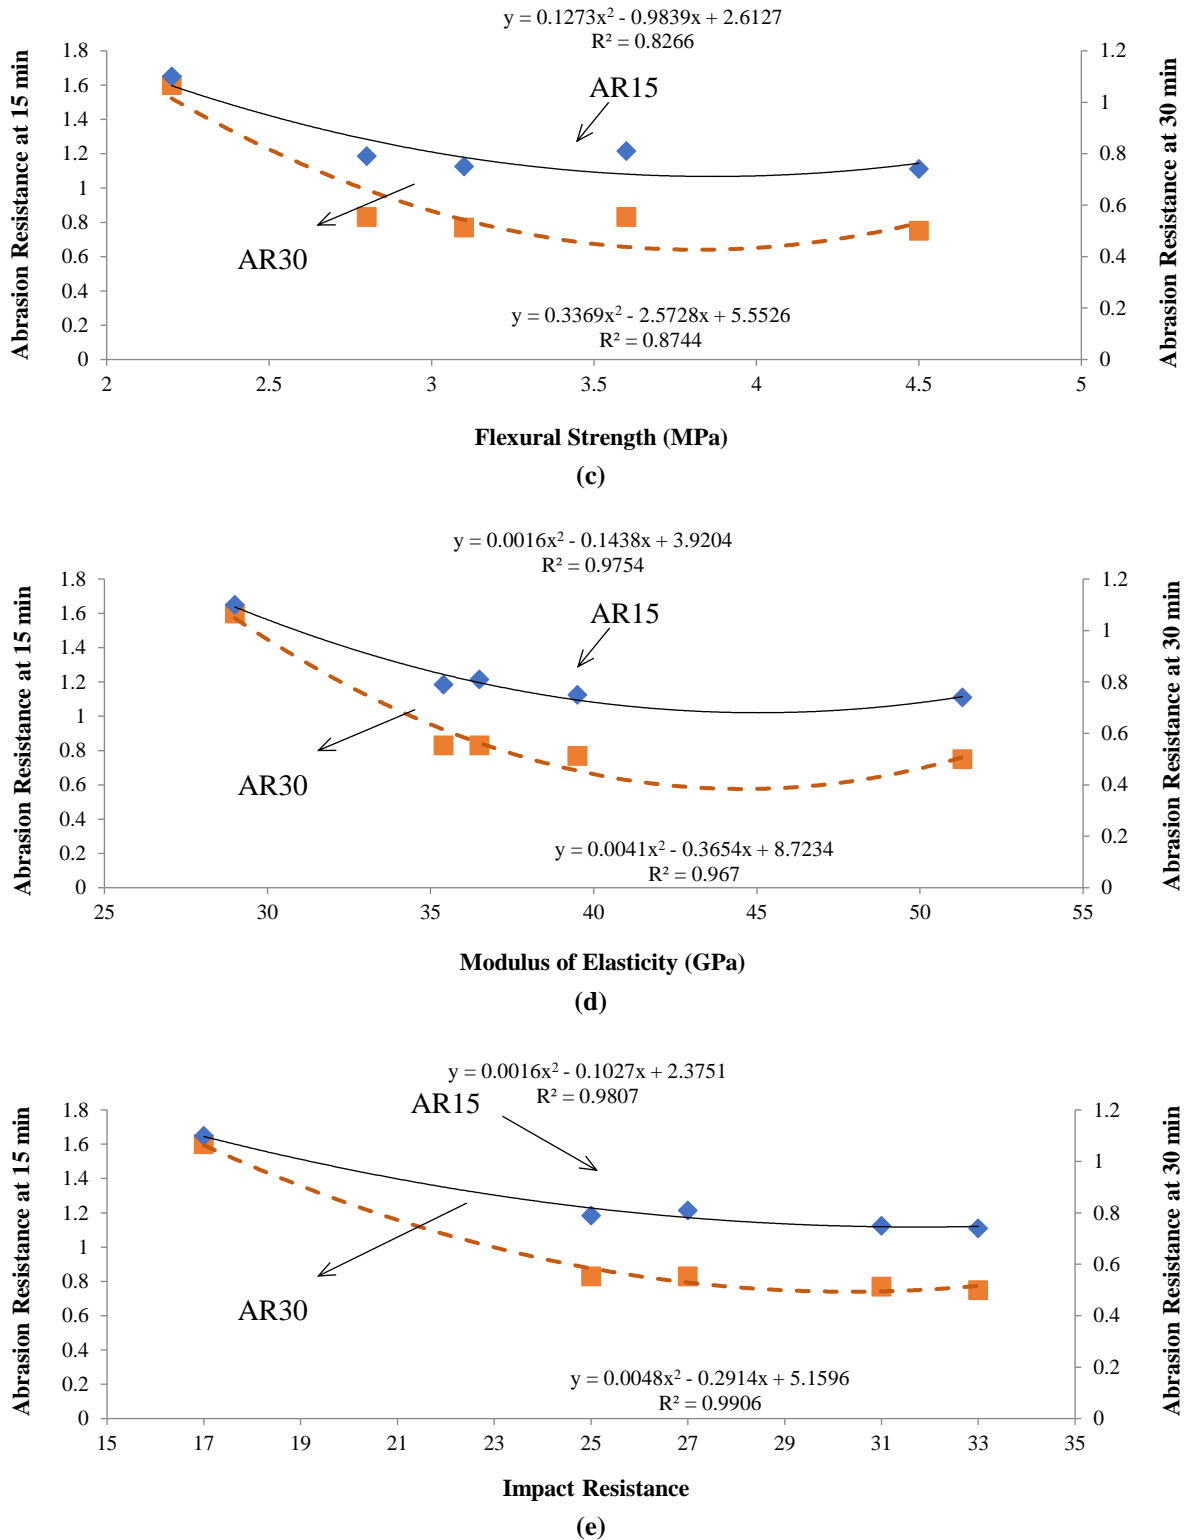 y = 0.1273x² - 0.9839x + 2.6127
R² = 0.8266
1.8
1.6
1.4
1.2
1
0.8
0.6
0.4
0.2
0
1.2
1
0.8
0.6
0.4
0.2
0
Abrasion Resistance at 15 min
Abrasion Resistance at 30 min
AR15
AR30
y = 0.3369x² - 2.5728x + 5.5526
R² = 0.8744
2 2.5 3 3.5 4 4.5 5
Flexural Strength (MPa)
(c)
y = 0.0016x² - 0.1438x + 3.9204
R² = 0.9754
1.8
1.6
1.4
1.2
1
0.8
0.6
0.4
0.2
0
1.2
1
0.8
0.6
0.4
0.2
0
Abrasion Resistance at 15 min
Abrasion Resistance at 30 min
AR15
AR30
y = 0.0041x² - 0.3654x + 8.7234
R² = 0.967
25 30 35 40 45 50 55
Modulus of Elasticity (GPa)
(d)
y = 0.0016x² - 0.1027x + 2.3751
R² = 0.9807
1.8
1.6
1.4
1.2
1
0.8
0.6
0.4
0.2
0
1.2
1
0.8
0.6
0.4
0.2
0
Abrasion Resistance at 15 min
Abrasion Resistance at 30 min
AR15
AR30
y = 0.0048x² - 0.2914x + 5.1596
R² = 0.9906
15 17 19 21 23 25 27 29 31 33 35
Impact Resistance
(e)